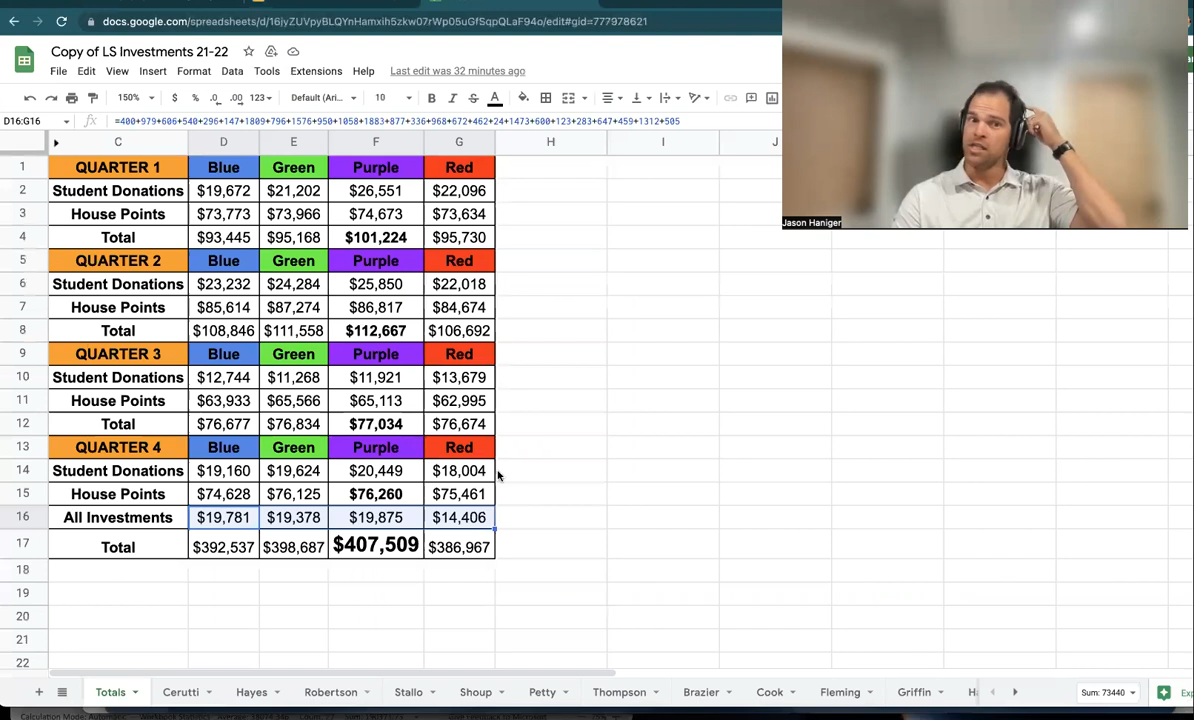 docs.google.com/spreadsheets/d/16jyZUVpyBLQYnHamxih5zkw07rWp05uGfSqpQLaF94o/edit#gid=777978621
Copy of LS Investments 21-22
File Edit View Insert Format Data Tools Extensions Help Last edit was 32 minutes ago
150% $ % .0 .00 123 Default (Ari... 10 B I S A
D16:G16 fx =400+979+606+540+296+147+1809+796+1576+950+1058+1883+877+336+968+672+462+24+1473+600+123+283+647+459+1312+505
C D E F G H I J
1 QUARTER 1 Blue Green Purple Red
2 Student Donations $19,672 $21,202 $26,551 $22,096
3 House Points $73,773 $73,966 $74,673 $73,634
4 Total $93,445 $95,168 $101,224 $95,730
5 QUARTER 2 Blue Green Purple Red
6 Student Donations $23,232 $24,284 $25,850 $22,018
7 House Points $85,614 $87,274 $86,817 $84,674
8 Total $108,846 $111,558 $112,667 $106,692
9 QUARTER 3 Blue Green Purple Red
10 Student Donations $12,744 $11,268 $11,921 $13,679
11 House Points $63,933 $65,566 $65,113 $62,995
12 Total $76,677 $76,834 $77,034 $76,674
13 QUARTER 4 Blue Green Purple Red
14 Student Donations $19,160 $19,624 $20,449 $18,004
15 House Points $74,628 $76,125 $76,260 $75,461
16 All Investments $19,781 $19,378 $19,875 $14,406
17 Total $392,537 $398,687 $407,509 $386,967
18
19
20
21
22
Jason Haniger
Totals Cerutti Hayes Robertson Stallo Shoup Petty Thompson Brazier Cook Fleming Griffin Sum: 73440